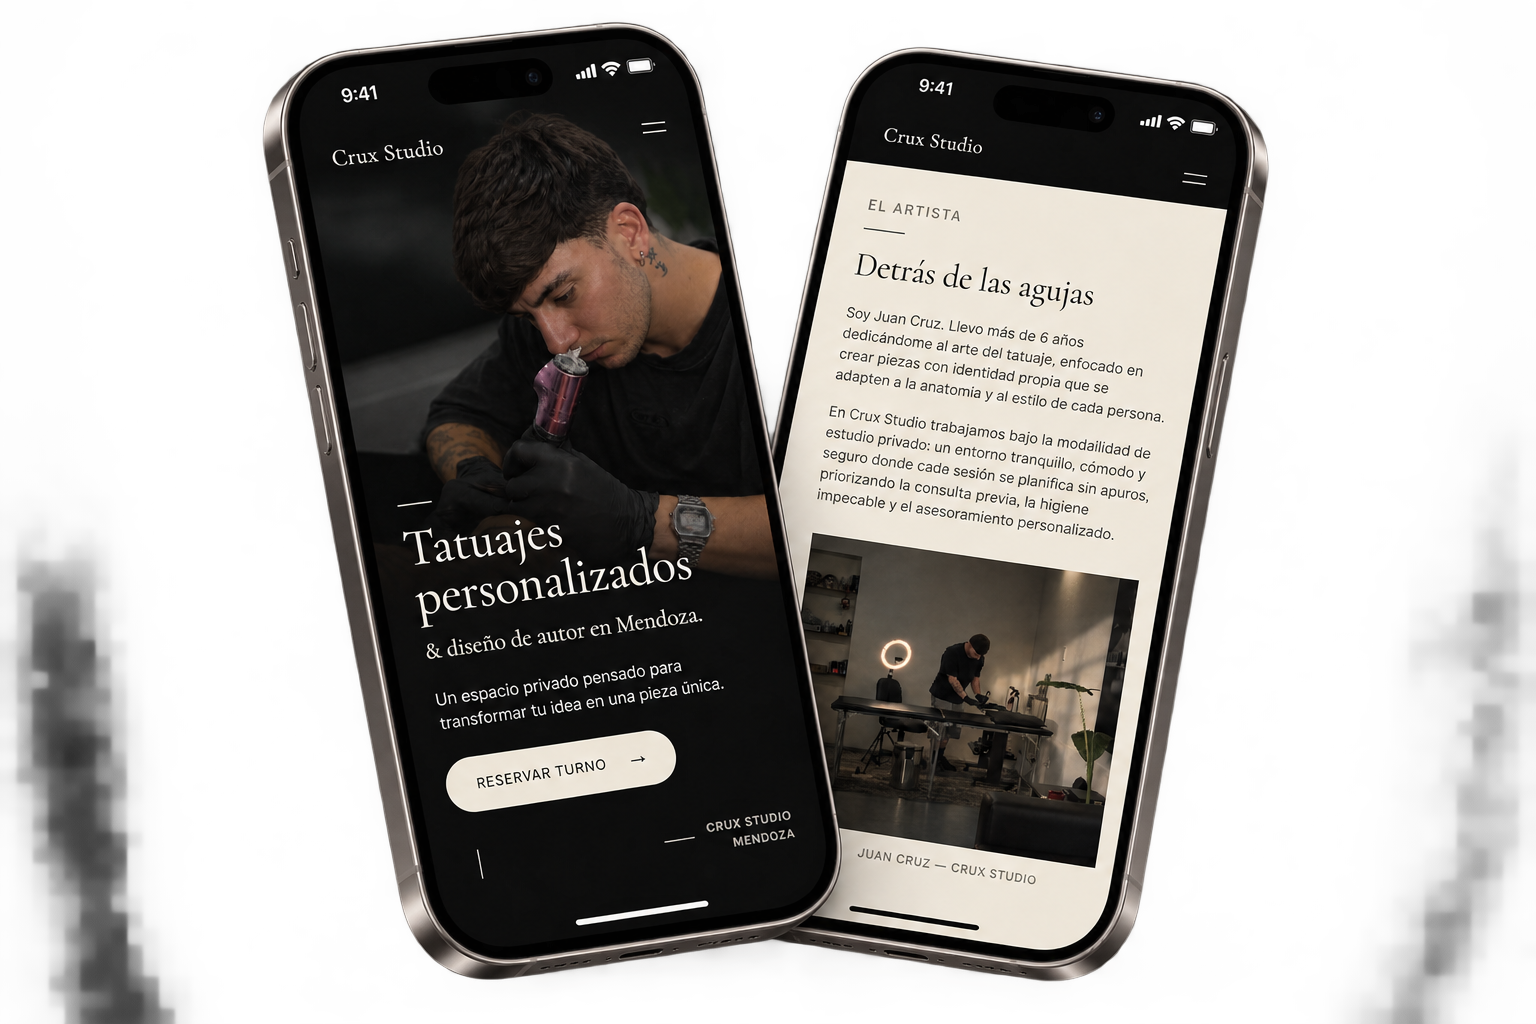 9:41
Crux Studio
Tatuajes
personalizados
& diseño de autor en Mendoza.
Un espacio privado pensado para
transformar tu idea en una pieza única.
RESERVAR TURNO →
CRUX STUDIO
MENDOZA
9:41
Crux Studio
EL ARTISTA
Detrás de las agujas
Soy Juan Cruz. Llevo más de 6 años
dedicándome al arte del tatuaje, enfocado en
crear piezas con identidad propia que se
adapten a la anatomia y al estilo de cada persona.
En Crux Studio trabajamos bajo la modailidad de
estudio privado: un entorno tranquillo, cómodo y
seguro donde cade sesión se planifica sin apuros,
priorizando la consulta previa, la higiene
impecable y el asesoramiento personalizado.
JUAN CRUZ — CRUX STUDIO